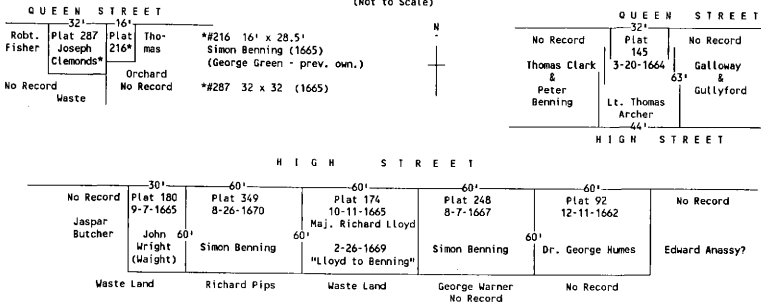 (Not to Scale)
QUEEN STREET
32' 16'
Robt. Fisher
Plat 287 Joseph Clemonds*
Plat 216*
Tho- mas
Orchard
No Record
No Record
Waste
*#216 16' x 28.5'
Simon Benning (1665)
(George Green - prev. own.)
*#287 32 x 32 (1665)
N
QUEEN STREET
32'
No Record
Plat 145
3-20-1664
No Record
Thomas Clark & Peter Benning
Galloway & Gullyford
63'
Lt. Thomas Archer
44'
HIGH STREET
HIGH STREET
30' 60' 60' 60' 60'
No Record
Jaspar Butcher
Plat 180
9-7-1665
John Wright (Waight)
60'
Plat 349
8-26-1670
Simon Benning
60'
Plat 174
10-11-1665
Maj. Richard Lloyd
2-26-1669
"Lloyd to Benning"
Plat 248
8-7-1667
Simon Benning
60'
Plat 92
12-11-1662
Dr. George Humes
No Record
Edward Anassy?
Waste Land
Richard Pips
Waste Land
George Warner
No Record
No Record